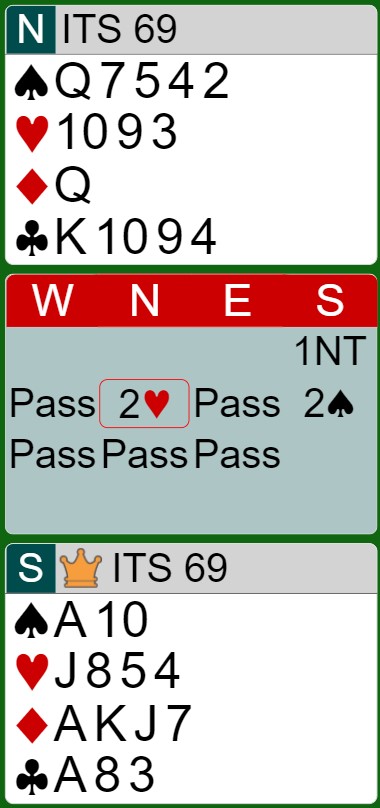 N ITS 69
♠Q7542
♥1093
♦Q
♣K1094
W N E S
1NT
Pass 2♥ Pass 2♠
Pass Pass Pass
S ITS 69
♠A10
♥J854
♦AKJ7
♣A83